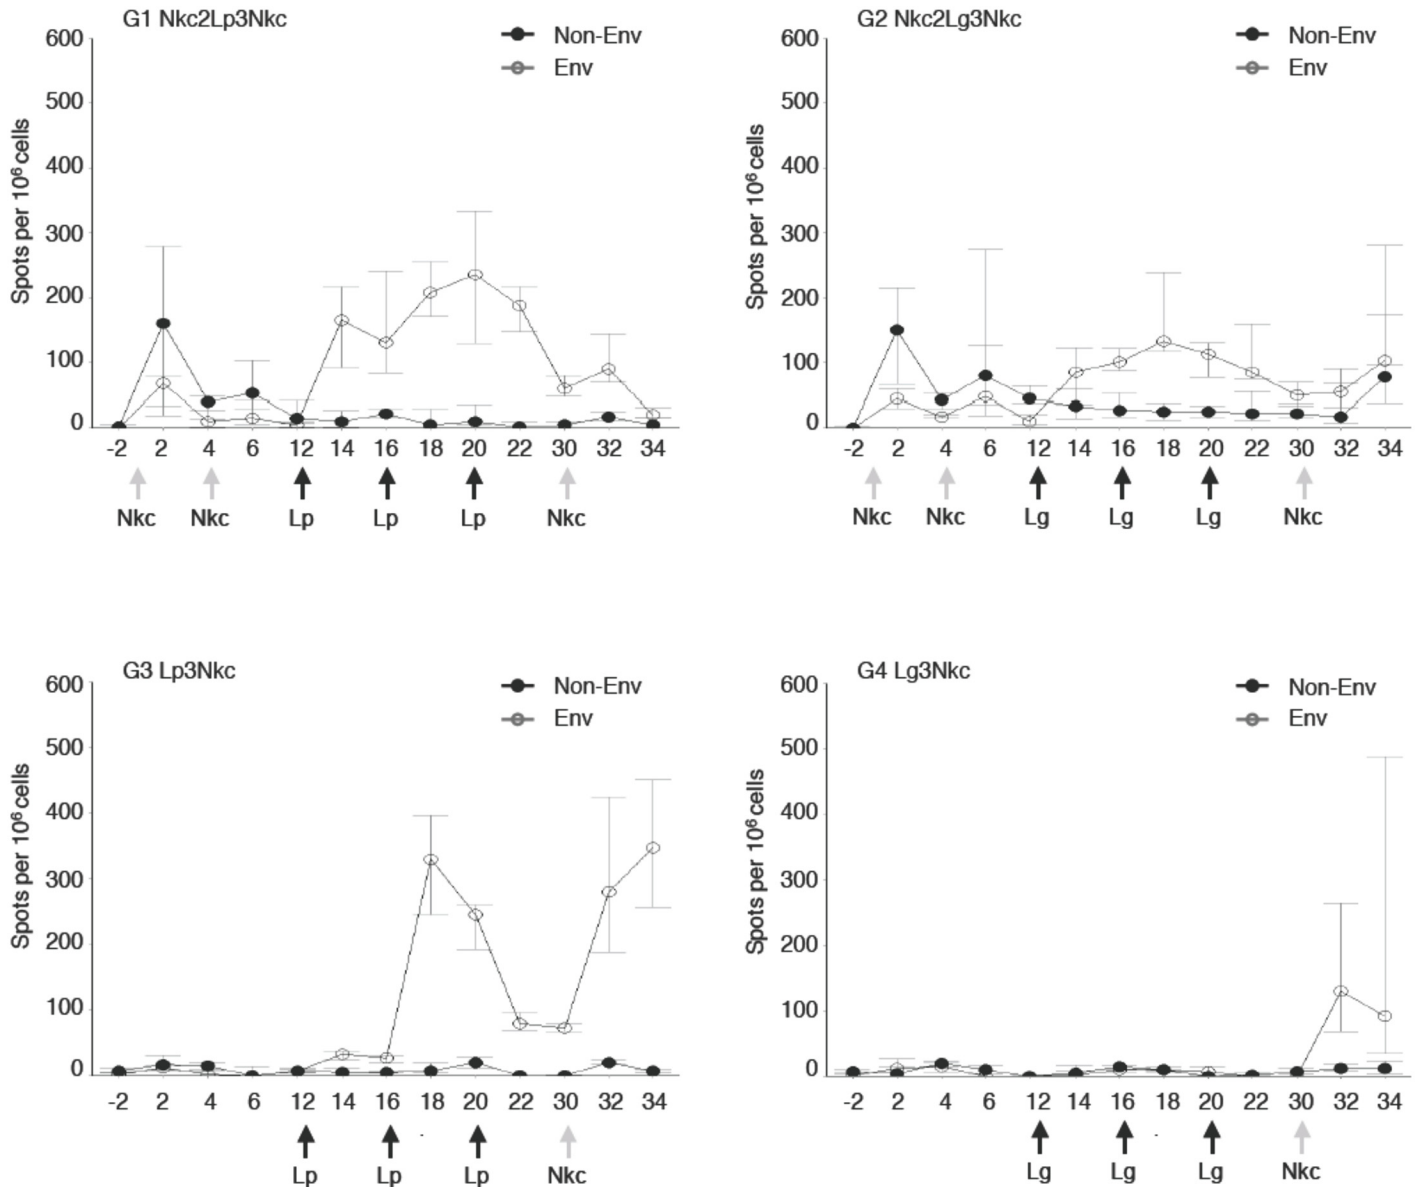 G1 Nkc2Lp3Nkc
Non-Env
Env
Spots per 10⁶ cells
600
500
400
300
200
100
0
-2 2 4 6 12 14 16 18 20 22 30 32 34
Nkc Nkc Lp Lp Lp Nkc
G2 Nkc2Lg3Nkc
Non-Env
Env
Spots per 10⁶ cells
600
500
400
300
200
100
0
-2 2 4 6 12 14 16 18 20 22 30 32 34
Nkc Nkc Lg Lg Lg Nkc
G3 Lp3Nkc
Non-Env
Env
Spots per 10⁶ cells
600
500
400
300
200
100
0
-2 2 4 6 12 14 16 18 20 22 30 32 34
Lp Lp Lp Nkc
G4 Lg3Nkc
Non-Env
Env
Spots per 10⁶ cells
600
500
400
300
200
100
0
-2 2 4 6 12 14 16 18 20 22 30 32 34
Lg Lg Lg Nkc